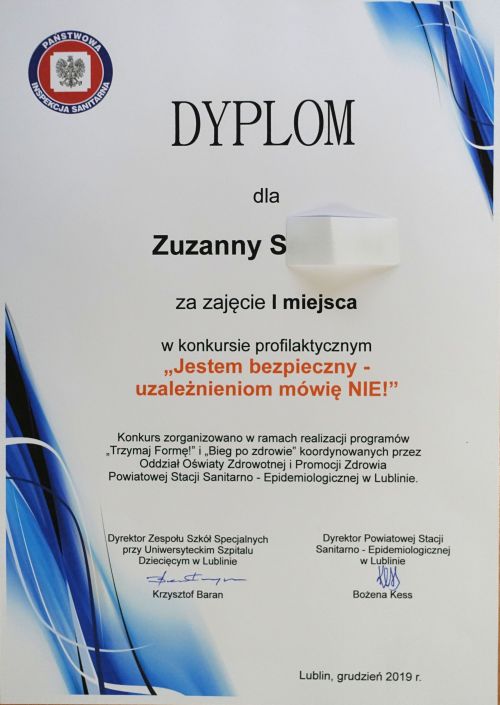 PAŃSTWOWA
INSPEKCJA SANITARNA
DYPLOM
dla
Zuzanny S
za zajęcie I miejsca
w konkursie profilaktycznym
„Jestem bezpieczny -
uzależnieniom mówię NIE!”
Konkurs zorganizowano w ramach realizacji programów
„Trzymaj Formę!” i „Bieg po zdrowie” koordynowanych przez
Oddział Oświaty Zdrowotnej i Promocji Zdrowia
Powiatowej Stacji Sanitarno - Epidemiologicznej w Lublinie.
Dyrektor Zespołu Szkół Specjalnych
przy Uniwersyteckim Szpitalu
Dziecięcym w Lublinie
Krzysztof Baran
Dyrektor Powiatowej Stacji
Sanitarno - Epidemiologicznej
w Lublinie
Kess
Bożena Kess
Lublin, grudzień 2019 r.